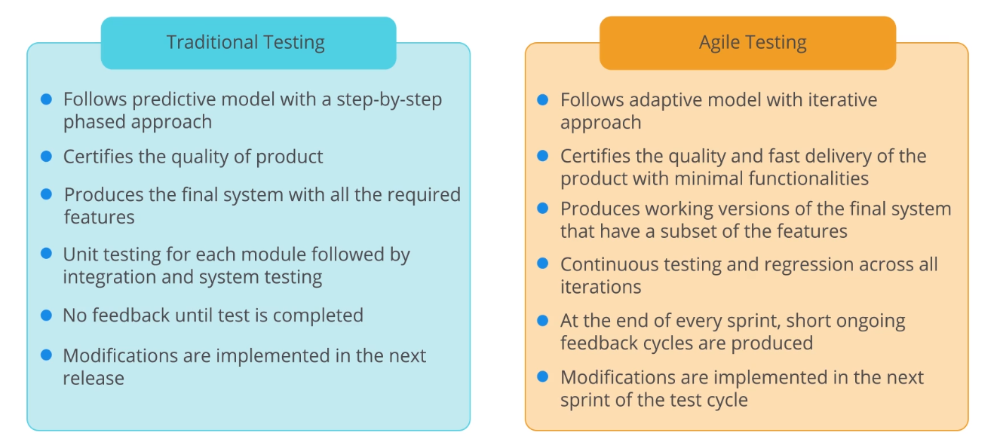 Traditional Testing
Follows predictive model with a step-by-step
phased approach
Certifies the quality of product
Produces the final system with all the required
features
Unit testing for each module followed by
integration and system testing
No feedback until test is completed
Modifications are implemented in the next
release
Agile Testing
Follows adaptive model with iterative
approach
Certifies the quality and fast delivery of the
product with minimal functionalities
Produces working versions of the final system
that have a subset of the features
Continuous testing and regression across all
iterations
At the end of every sprint, short ongoing
feedback cycles are produced
Modifications are implemented in the next
sprint of the test cycle